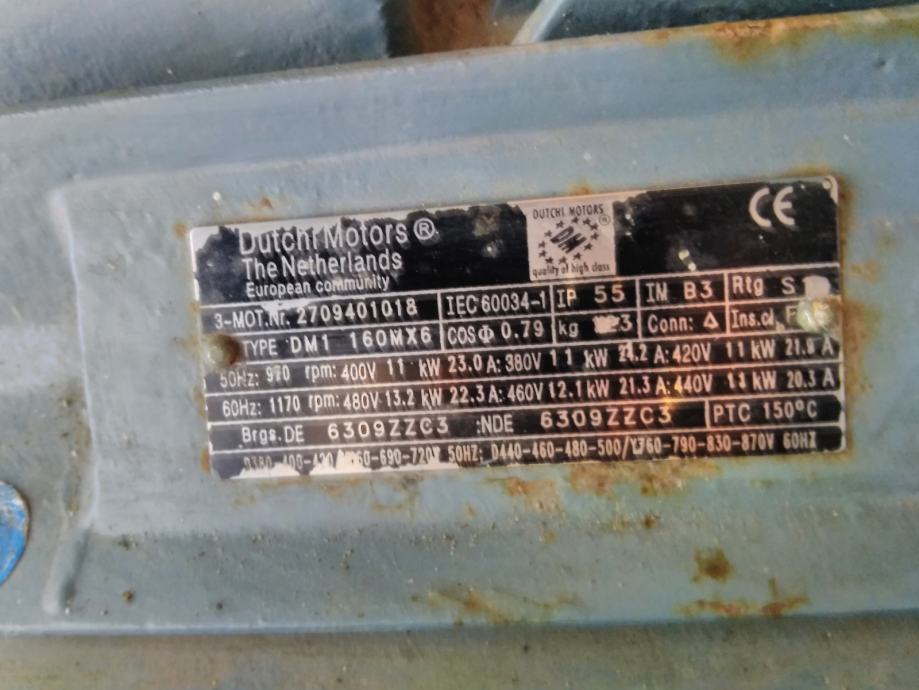 Dutchi Motors®
The Netherlands
European community
DUTCHI MOTORS ®
DM
quality of high class
CE
3~MOT.Nr. 2709401018 IEC 60034-1 IP 55 IM B3 Rtg S
TYPE DM1 160MX6 COSΦ 0.79 kg Conn: Δ Ins.cl.
50Hz: 970 rpm: 400V 11 kW 23.0 A: 380V 11 kW A: 420V 11 kW A
60Hz: 1170 rpm: 480V 13.2 kW 22.3 A: 460V 12.1 kW 21.3 A: 440V kW 20.3 A
Brgs.DE 6309ZZC3 :NDE 6309ZZC3 PTC 150°C
50HZ: D440-460-480-500/Y760-790-830-870V 60HZ